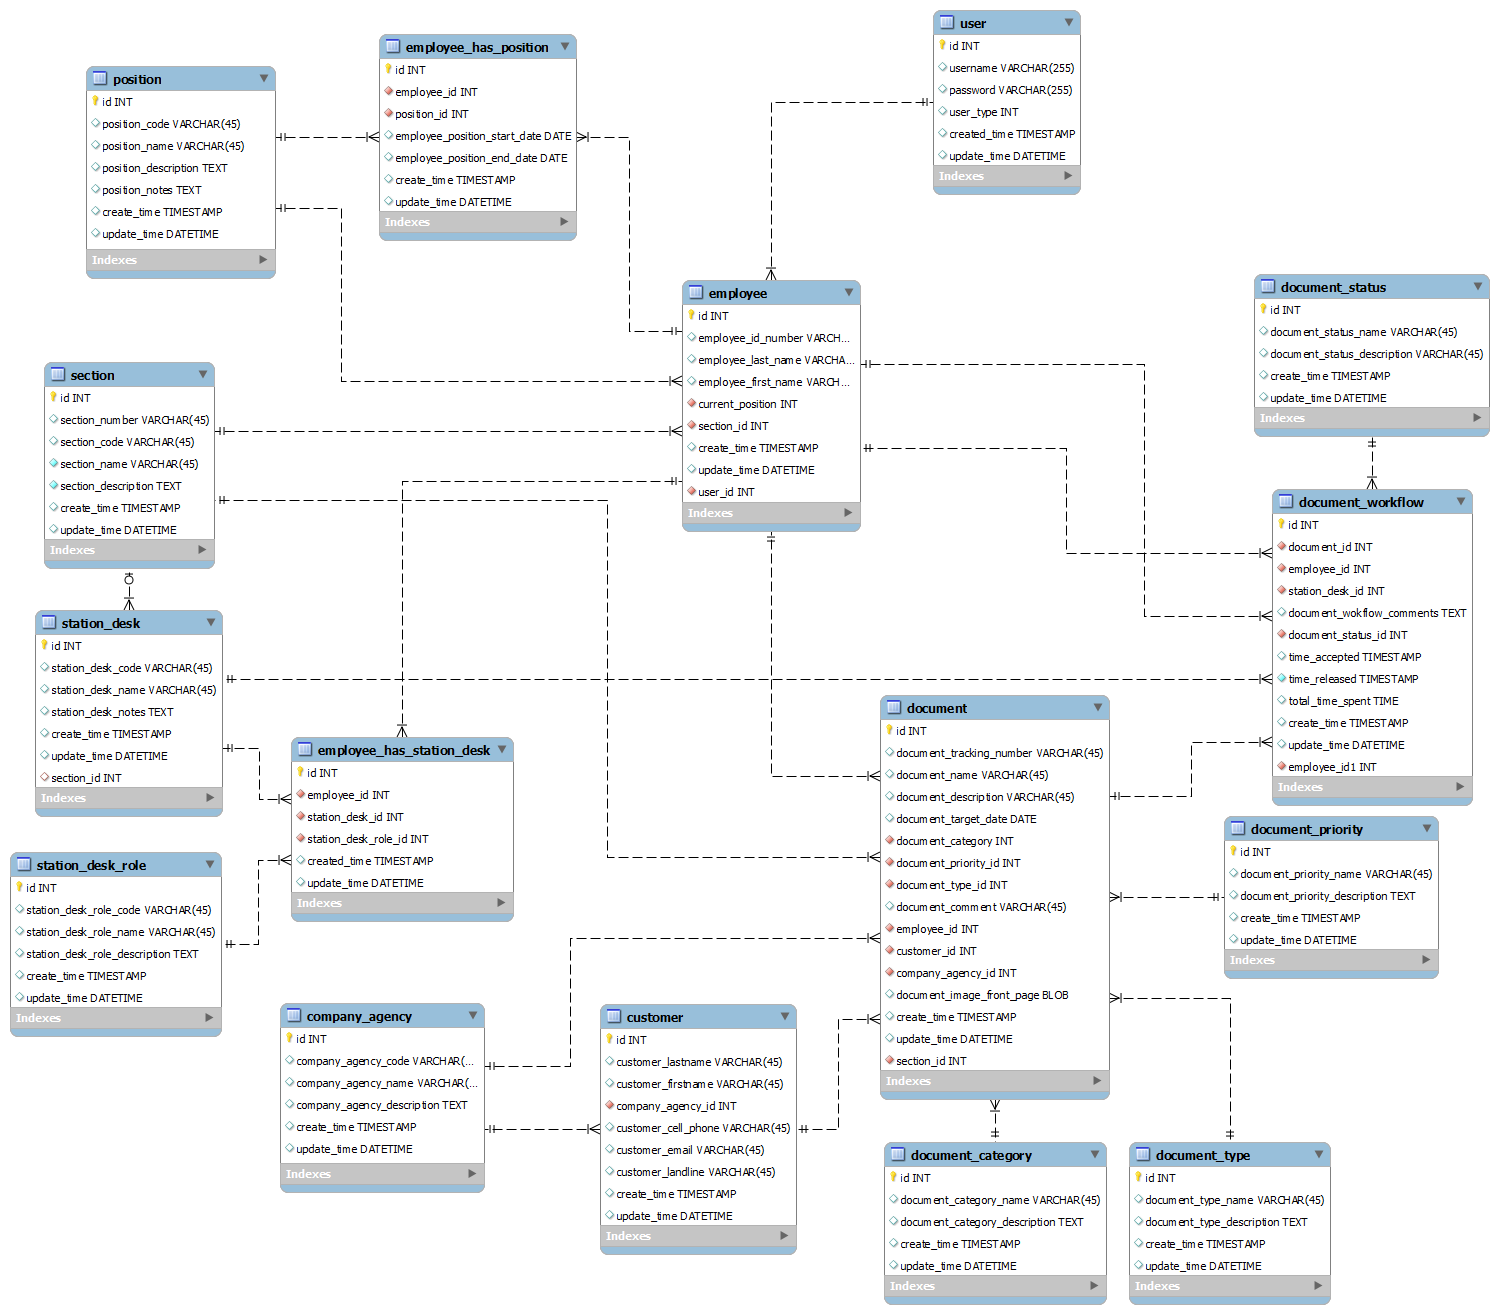 user
id INT
username VARCHAR(255)
password VARCHAR(255)
user_type INT
created_time TIMESTAMP
update_time DATETIME
Indexes
employee_has_position
id INT
employee_id INT
position_id INT
employee_position_start_date DATE
employee_position_end_date DATE
create_time TIMESTAMP
update_time DATETIME
Indexes
position
id INT
position_code VARCHAR(45)
position_name VARCHAR(45)
position_description TEXT
position_notes TEXT
create_time TIMESTAMP
update_time DATETIME
Indexes
employee
id INT
employee_id_number VARCH...
employee_last_name VARCHA...
employee_first_name VARCH...
current_position INT
section_id INT
create_time TIMESTAMP
update_time DATETIME
user_id INT
Indexes
document_status
id INT
document_status_name VARCHAR(45)
document_status_description VARCHAR(45)
create_time TIMESTAMP
update_time DATETIME
Indexes
section
id INT
section_number VARCHAR(45)
section_code VARCHAR(45)
section_name VARCHAR(45)
section_description TEXT
create_time TIMESTAMP
update_time DATETIME
Indexes
document_workflow
id INT
document_id INT
employee_id INT
station_desk_id INT
document_wokflow_comments TEXT
document_status_id INT
time_accepted TIMESTAMP
time_released TIMESTAMP
total_time_spent TIME
create_time TIMESTAMP
update_time DATETIME
employee_id1 INT
Indexes
station_desk
id INT
station_desk_code VARCHAR(45)
station_desk_name VARCHAR(45)
station_desk_notes TEXT
create_time TIMESTAMP
update_time DATETIME
section_id INT
Indexes
employee_has_station_desk
id INT
employee_id INT
station_desk_id INT
station_desk_role_id INT
created_time TIMESTAMP
update_time DATETIME
Indexes
document
id INT
document_tracking_number VARCHAR(45)
document_name VARCHAR(45)
document_description VARCHAR(45)
document_target_date DATE
document_category INT
document_priority_id INT
document_type_id INT
document_comment VARCHAR(45)
employee_id INT
customer_id INT
company_agency_id INT
document_image_front_page BLOB
create_time TIMESTAMP
update_time DATETIME
section_id INT
Indexes
document_priority
id INT
document_priority_name VARCHAR(45)
document_priority_description TEXT
create_time TIMESTAMP
update_time DATETIME
Indexes
station_desk_role
id INT
station_desk_role_code VARCHAR(45)
station_desk_role_name VARCHAR(45)
station_desk_role_description TEXT
create_time TIMESTAMP
update_time DATETIME
Indexes
company_agency
id INT
company_agency_code VARCHAR(...
company_agency_name VARCHAR(...
company_agency_description TEXT
create_time TIMESTAMP
update_time DATETIME
Indexes
customer
id INT
customer_lastname VARCHAR(45)
customer_firstname VARCHAR(45)
company_agency_id INT
customer_cell_phone VARCHAR(45)
customer_email VARCHAR(45)
customer_landline VARCHAR(45)
create_time TIMESTAMP
update_time DATETIME
Indexes
document_category
id INT
document_category_name VARCHAR(45)
document_category_description TEXT
create_time TIMESTAMP
update_time DATETIME
Indexes
document_type
id INT
document_type_name VARCHAR(45)
document_type_description TEXT
create_time TIMESTAMP
update_time DATETIME
Indexes